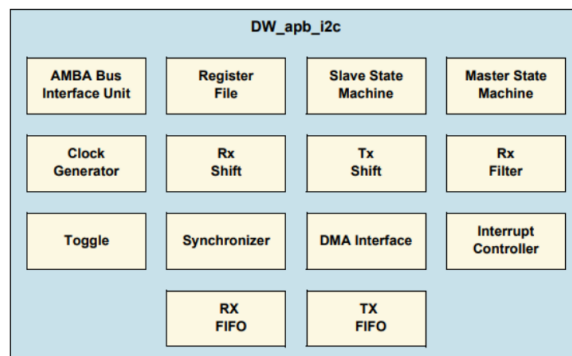 DW_apb_i2c
AMBA Bus
Interface Unit
Register
File
Slave State
Machine
Master State
Machine
Clock
Generator
Rx
Shift
Tx
Shift
Rx
Filter
Toggle
Synchronizer
DMA Interface
Interrupt
Controller
RX
FIFO
TX
FIFO